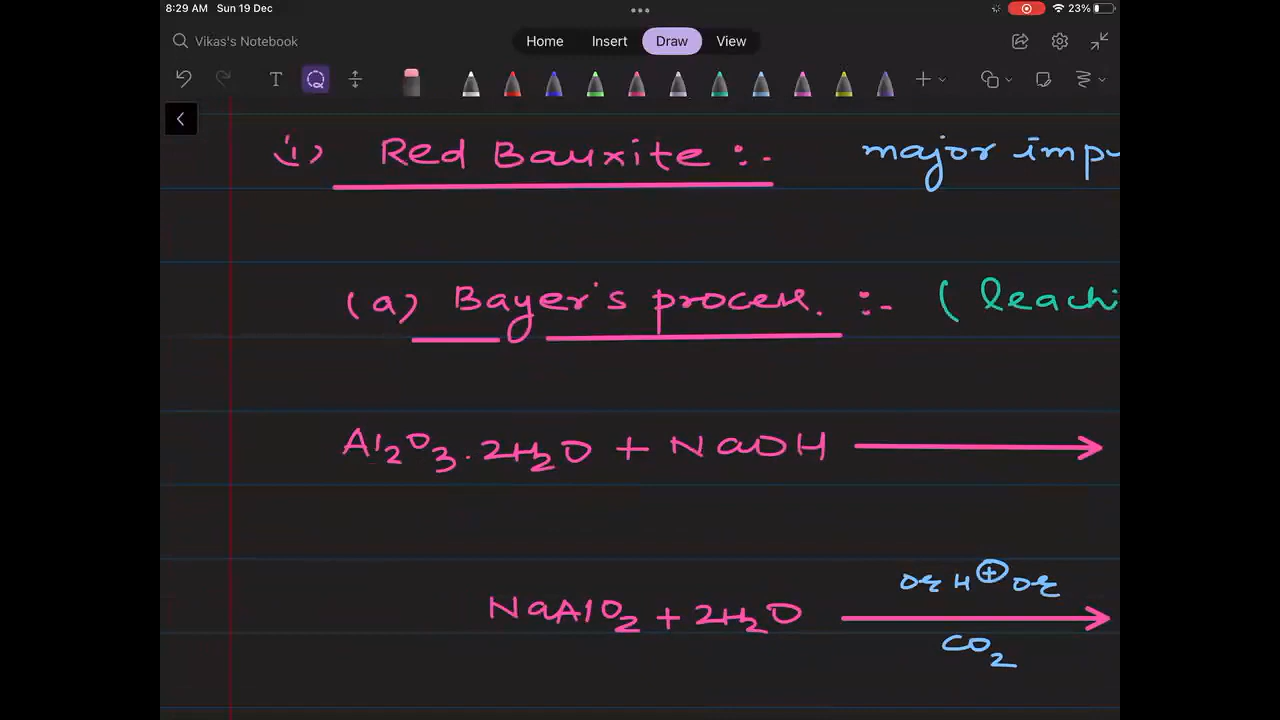 8:29 AM Sun 19 Dec
23%
Vikas's Notebook
Home Insert Draw View
T
i) Red Bauxite :- major impu
(a) Bayer's process. :- ( leachi
Al₂O₃.2H₂O + NaOH ⟶
or H⊕ or
NaAlO₂ + 2H₂O ⟶
CO₂